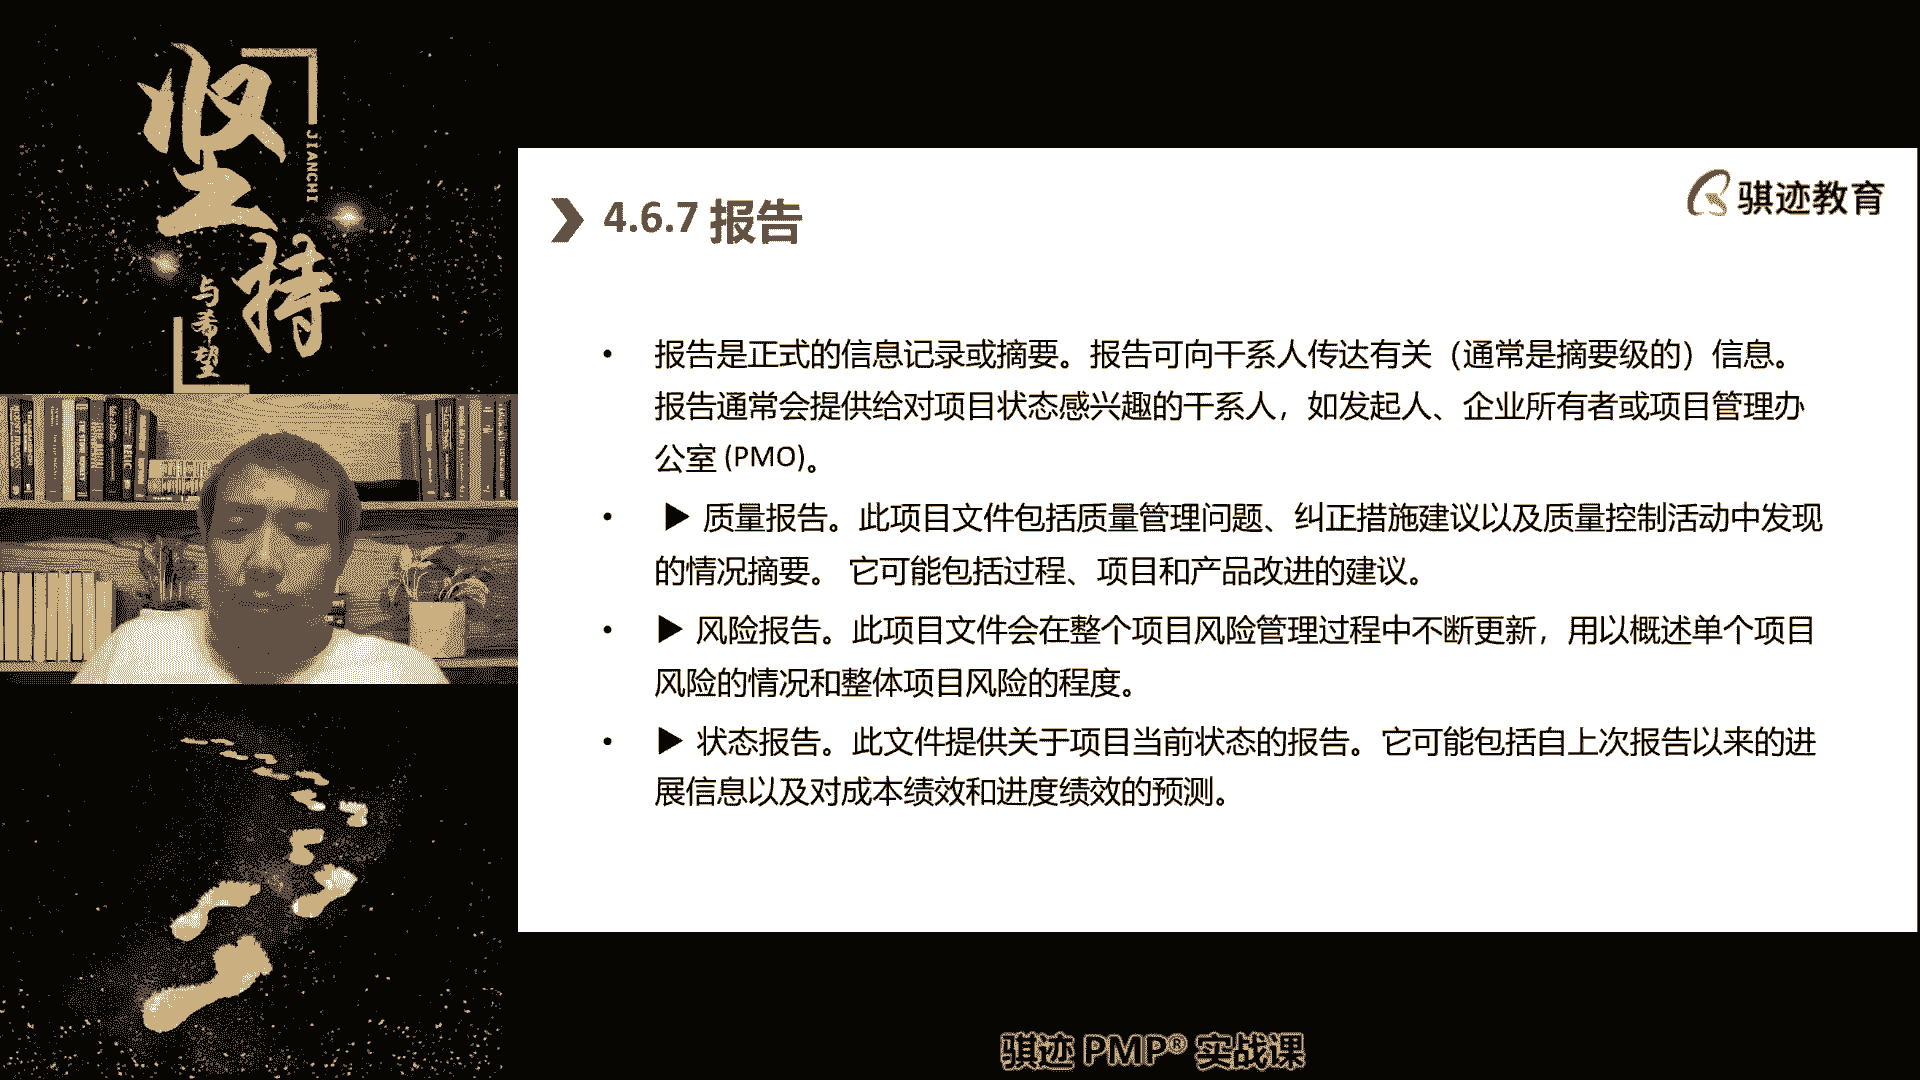 坚持
JIANCHI
与希望
骐迹教育
4.6.7 报告
• 报告是正式的信息记录或摘要。报告可向干系人传达有关（通常是摘要级的）信息。
报告通常会提供给对项目状态感兴趣的干系人，如发起人、企业所有者或项目管理办
公室 (PMO)。
• ▶ 质量报告。此项目文件包括质量管理问题、纠正措施建议以及质量控制活动中发现
的情况摘要。 它可能包括过程、项目和产品改进的建议。
• ▶ 风险报告。此项目文件会在整个项目风险管理过程中不断更新，用以概述单个项目
风险的情况和整体项目风险的程度。
• ▶ 状态报告。此文件提供关于项目当前状态的报告。它可能包括自上次报告以来的进
展信息以及对成本绩效和进度绩效的预测。
骐迹 PMP® 实战课